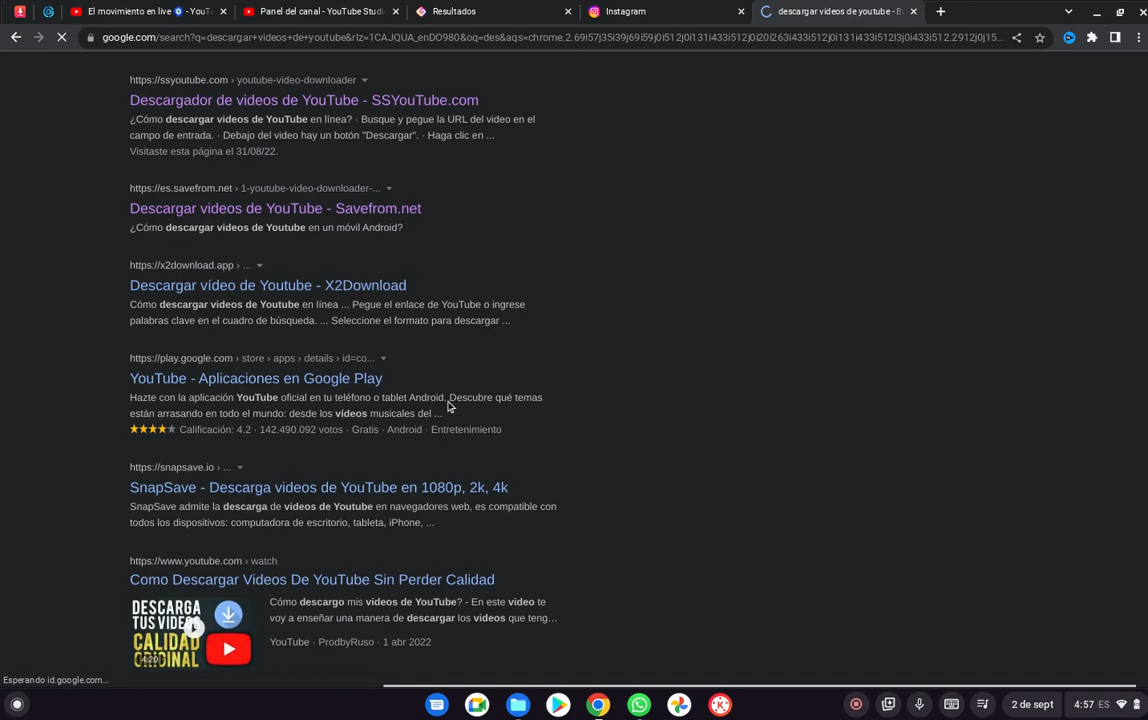 El movimiento en live
YouT
Panel del canal - YouTube Studi
Resultados
Instagram
descargar videos de youtube - B
google.com/search?q=descargar+videos+de+youtube&rlz=1CAJQUA_enDO980&oq=des&aqs=chrome.2.69i57j35i39j69i59j0i512j0i131i433i512j0i20i263i433i512j0i131i433i512l3j0i433i512.2912j0j15...
https://ssyoutube.com › youtube-video-downloader
Descargador de videos de YouTube - SSYouTube.com
¿Cómo descargar videos de YouTube en línea? · Busque y pegue la URL del video en el
campo de entrada. · Debajo del video hay un botón "Descargar". · Haga clic en ...
Visitaste esta página el 31/08/22.
https://es.savefrom.net › 1-youtube-video-downloader-...
Descargar videos de YouTube - Savefrom.net
¿Cómo descargar videos de Youtube en un móvil Android?
https://x2download.app › ...
Descargar vídeo de Youtube - X2Download
Cómo descargar videos de Youtube en línea ... Pegue el enlace de YouTube o ingrese
palabras clave en el cuadro de búsqueda. ... Seleccione el formato para descargar ...
https://play.google.com › store › apps › details › id=co...
YouTube - Aplicaciones en Google Play
Hazte con la aplicación YouTube oficial en tu teléfono o tablet Android. Descubre qué temas
están arrasando en todo el mundo: desde los vídeos musicales del ...
Calificación: 4.2 · 142.490.092 votos · Gratis · Android · Entretenimiento
https://snapsave.io › ...
SnapSave - Descarga videos de YouTube en 1080p, 2k, 4k
SnapSave admite la descarga de videos de Youtube en navegadores web, es compatible con
todos los dispositivos: computadora de escritorio, tableta, iPhone, ...
https://www.youtube.com › watch
Como Descargar Videos De YouTube Sin Perder Calidad
DESCARGA
TUS VIDEOS
CALIDAD
ORIGINAL
4:20
Cómo descargo mis videos de YouTube? - En este video te
voy a enseñar una manera de descargar los videos que teng...
YouTube · ProdbyRuso · 1 abr 2022
Esperando id.google.com...
2 de sept
4:57 ES